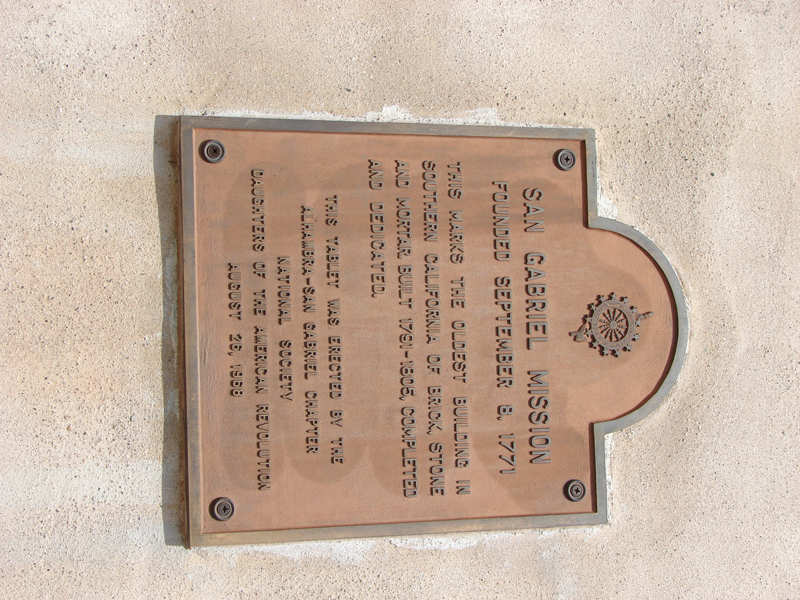 SAN GABRIEL MISSION
FOUNDED SEPTEMBER 8, 1771
THIS MARKS THE OLDEST BUILDING IN
SOUTHERN CALIFORNIA OF BRICK, STONE
AND MORTAR, BUILT 1791-1805, COMPLETED
AND DEDICATED.
THIS TABLET WAS ERECTED BY THE
ALHAMBRA-SAN GABRIEL CHAPTER
NATIONAL SOCIETY
DAUGHTERS OF THE AMERICAN REVOLUTION
AUGUST 26, 1968